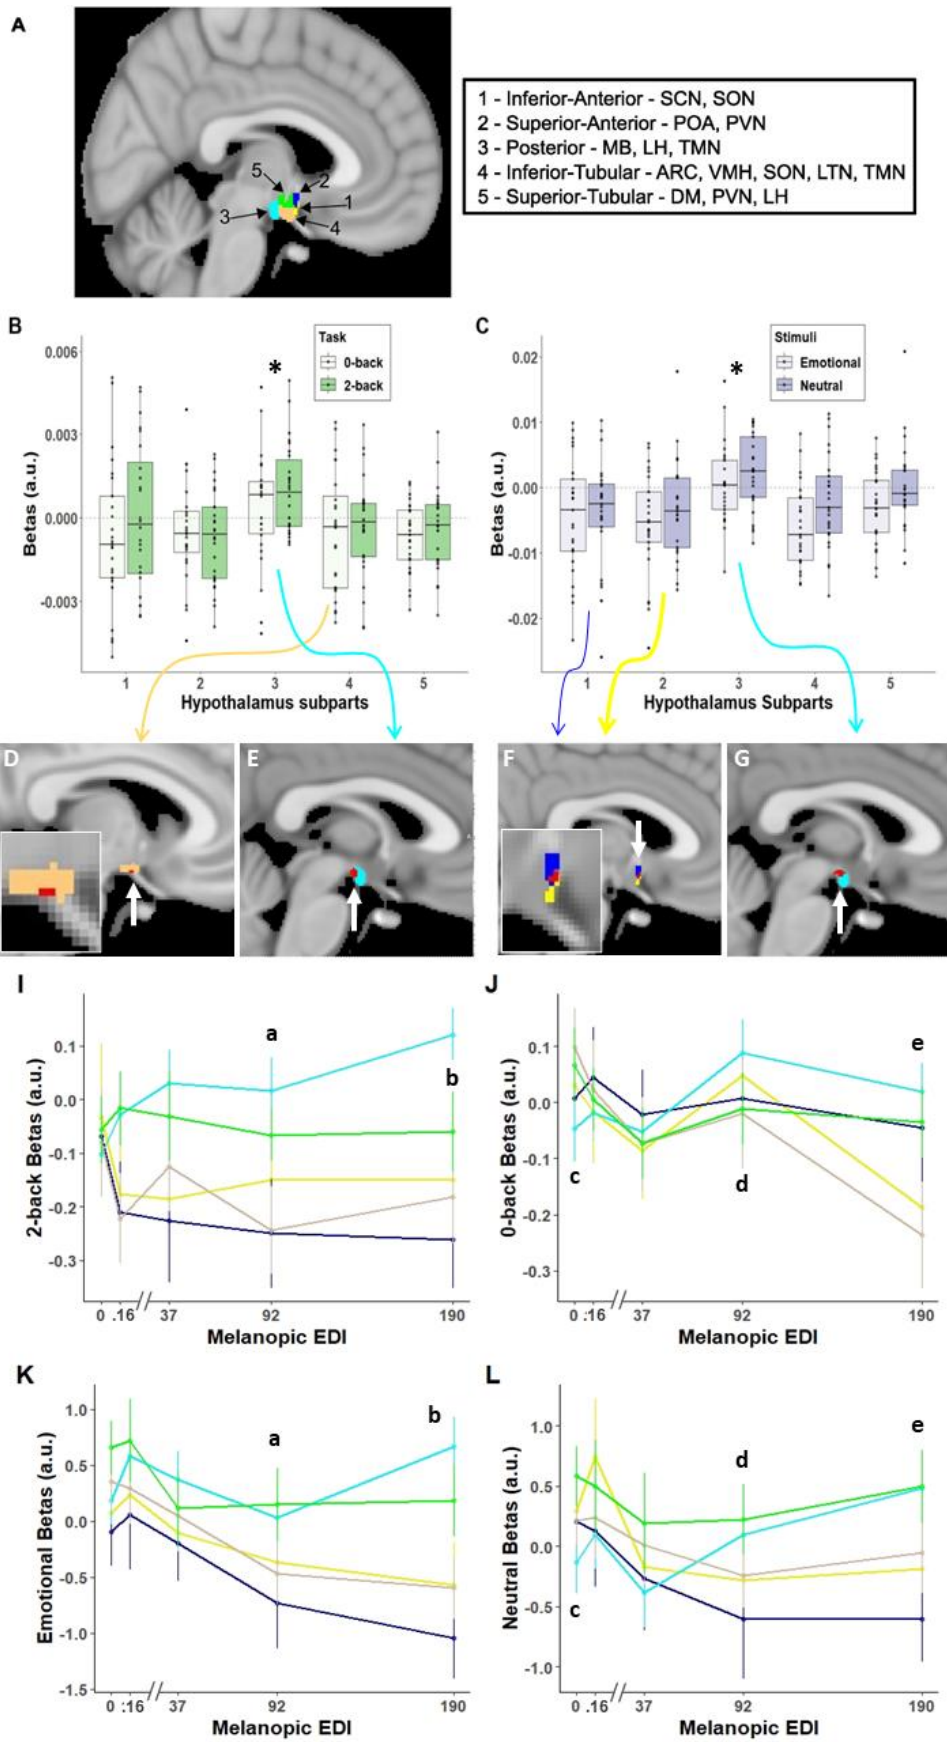 A
5
2
1
3
4
1 - Inferior-Anterior - SCN, SON
2 - Superior-Anterior - POA, PVN
3 - Posterior - MB, LH, TMN
4 - Inferior-Tubular - ARC, VMH, SON, LTN, TMN
5 - Superior-Tubular - DM, PVN, LH
B
Task
0-back
2-back
*
Betas (a.u.)
0.006
0.003
0.000
-0.003
1 2 3 4 5
Hypothalamus subparts
C
Stimuli
Emotional
Neutral
*
Betas (a.u.)
0.02
0.01
0.00
-0.01
-0.02
1 2 3 4 5
Hypothalamus Subparts
D
E
F
G
I
a
b
2-back Betas (a.u.)
0.1
0.0
-0.1
-0.2
-0.3
0 .16 // 37 92 190
Melanopic EDI
J
e
c
d
0-back Betas (a.u.)
0.1
0.0
-0.1
-0.2
-0.3
0 .16 // 37 92 190
Melanopic EDI
K
a
b
Emotional Betas (a.u.)
1.0
0.5
0.0
-0.5
-1.0
-1.5
0 .16 // 37 92 190
Melanopic EDI
L
e
d
c
Neutral Betas (a.u.)
1.0
0.5
0.0
-0.5
-1.0
0 .16 // 37 92 190
Melanopic EDI